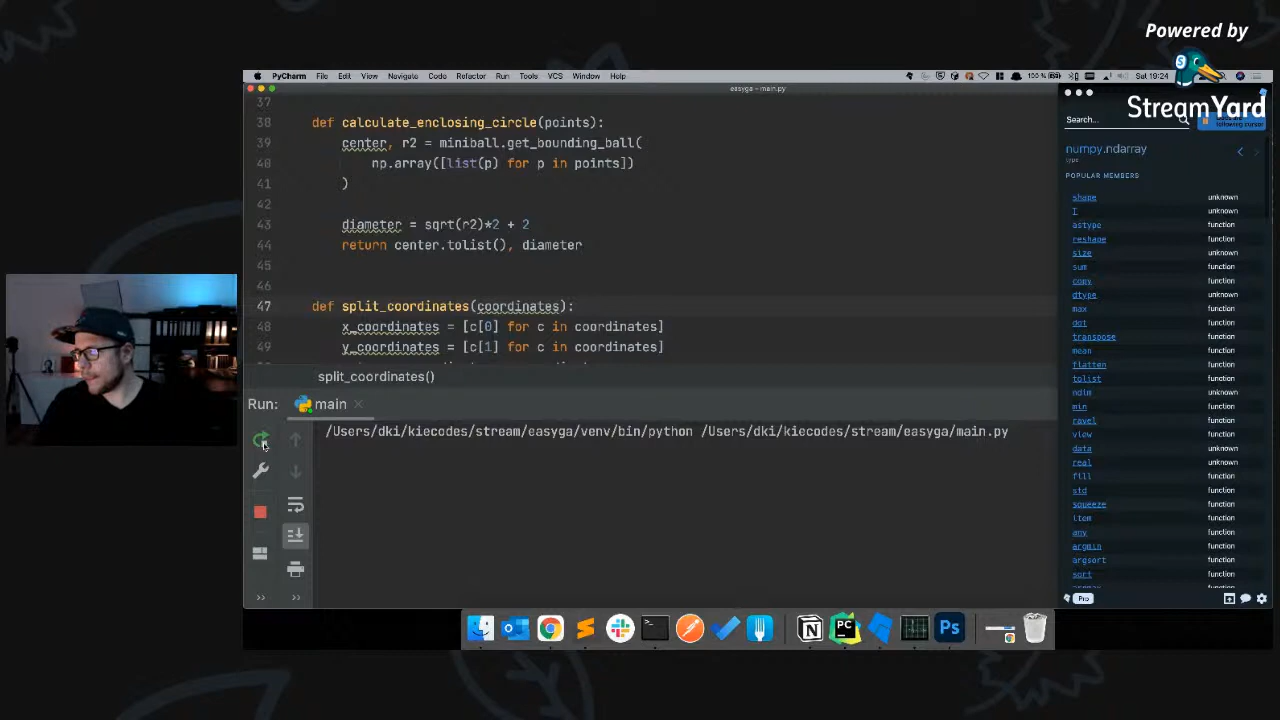 Powered by
StreamYard
PyCharm File Edit View Navigate Code Refactor Run Tools VCS Window Help
100 %
Sat 19:24
easyga – main.py
37
38 def calculate_enclosing_circle(points):
39 center, r2 = miniball.get_bounding_ball(
40 np.array([list(p) for p in points])
41 )
42
43 diameter = sqrt(r2)*2 + 2
44 return center.tolist(), diameter
45
46
47 def split_coordinates(coordinates):
48 x_coordinates = [c[0] for c in coordinates]
49 y_coordinates = [c[1] for c in coordinates]
split_coordinates()
Run: main
/Users/dki/kiecodes/stream/easyga/venv/bin/python /Users/dki/kiecodes/stream/easyga/main.py
Search...
numpy.ndarray
type
POPULAR MEMBERS
shape unknown
T unknown
astype function
reshape function
size unknown
sum function
copy function
dtype unknown
max function
dot function
transpose function
mean function
flatten function
tolist function
ndim unknown
min function
ravel function
view function
data unknown
real unknown
fill function
std function
squeeze function
item function
any function
argmin function
argsort function
sort function
function
Pro
N
PC
Ps